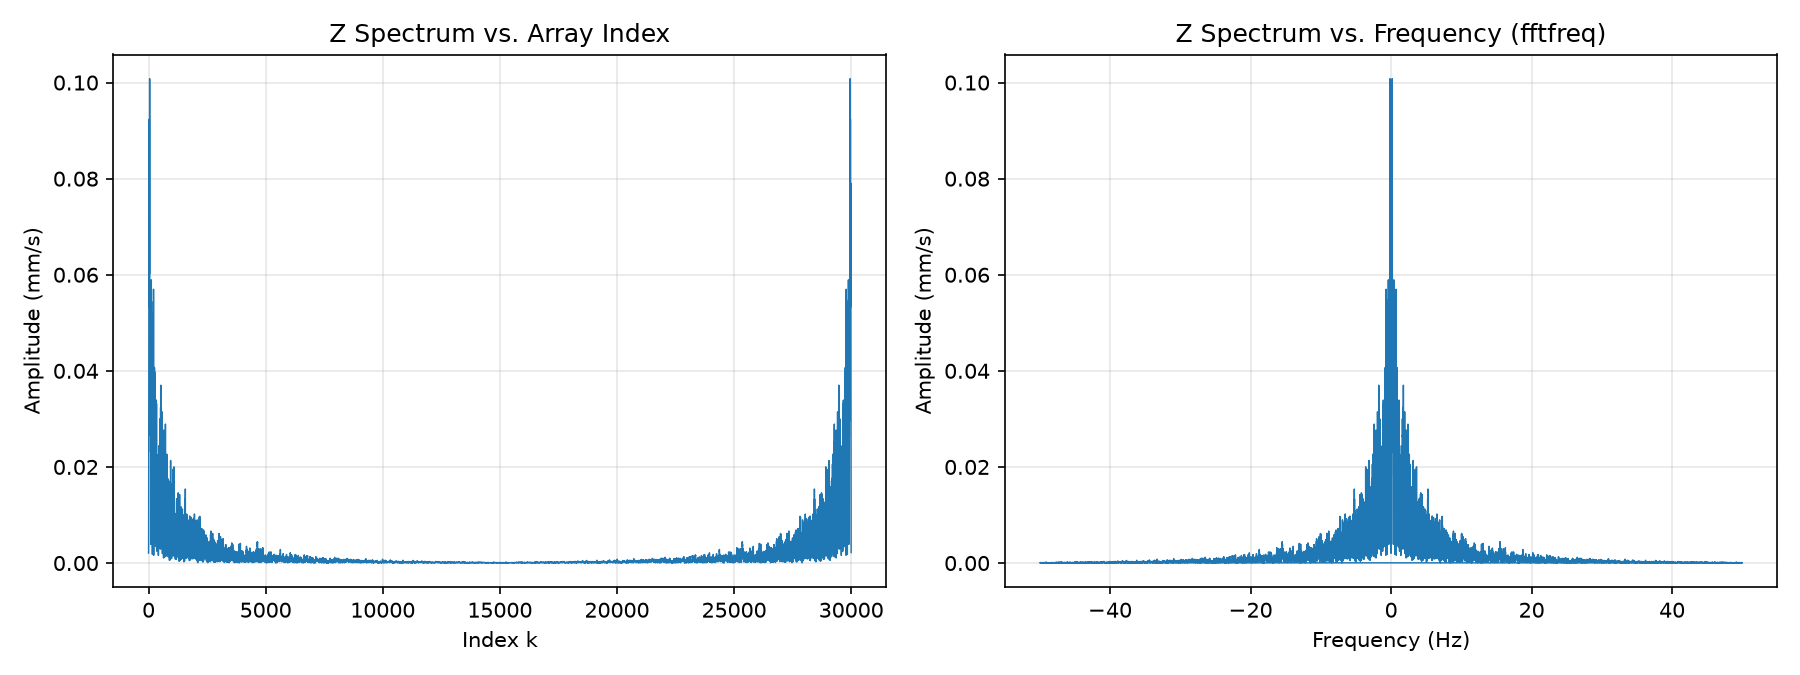 Z Spectrum vs. Array Index
0.10
0.08
0.06
0.04
0.02
0.00
Amplitude (mm/s)
0 5000 10000 15000 20000 25000 30000
Index k
Z Spectrum vs. Frequency (fftfreq)
0.10
0.08
0.06
0.04
0.02
0.00
Amplitude (mm/s)
−40 −20 0 20 40
Frequency (Hz)